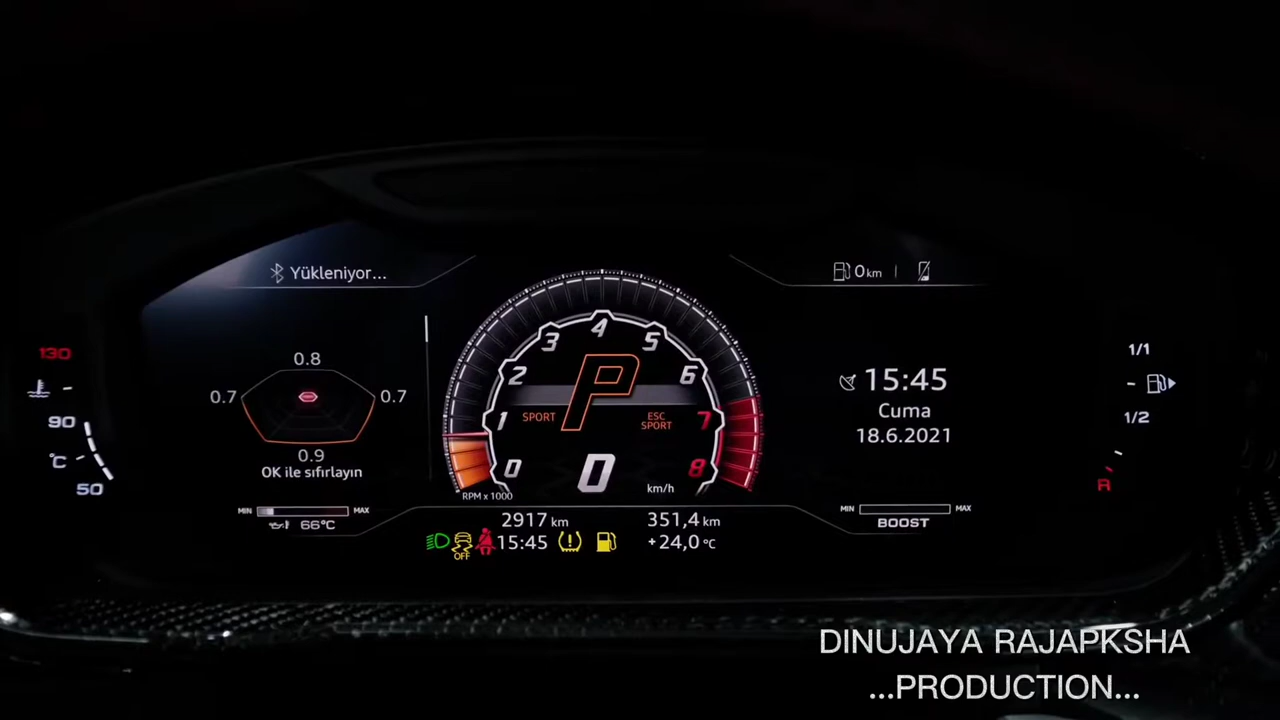 Yükleniyor...
0 km
130
90
°C
50
0.8
0.7
0.7
0.9
OK ile sıfırlayın
MIN MAX
66°C
0 1 2 3 4 5 6 7 8
P
SPORT
ESC
SPORT
0
km/h
RPM x 1000
2917 km 351,4 km
OFF
15:45 +24,0 °C
15:45
Cuma
18.6.2021
MIN MAX
BOOST
1/1
1/2
R
DINUJAYA RAJAPKSHA
...PRODUCTION...